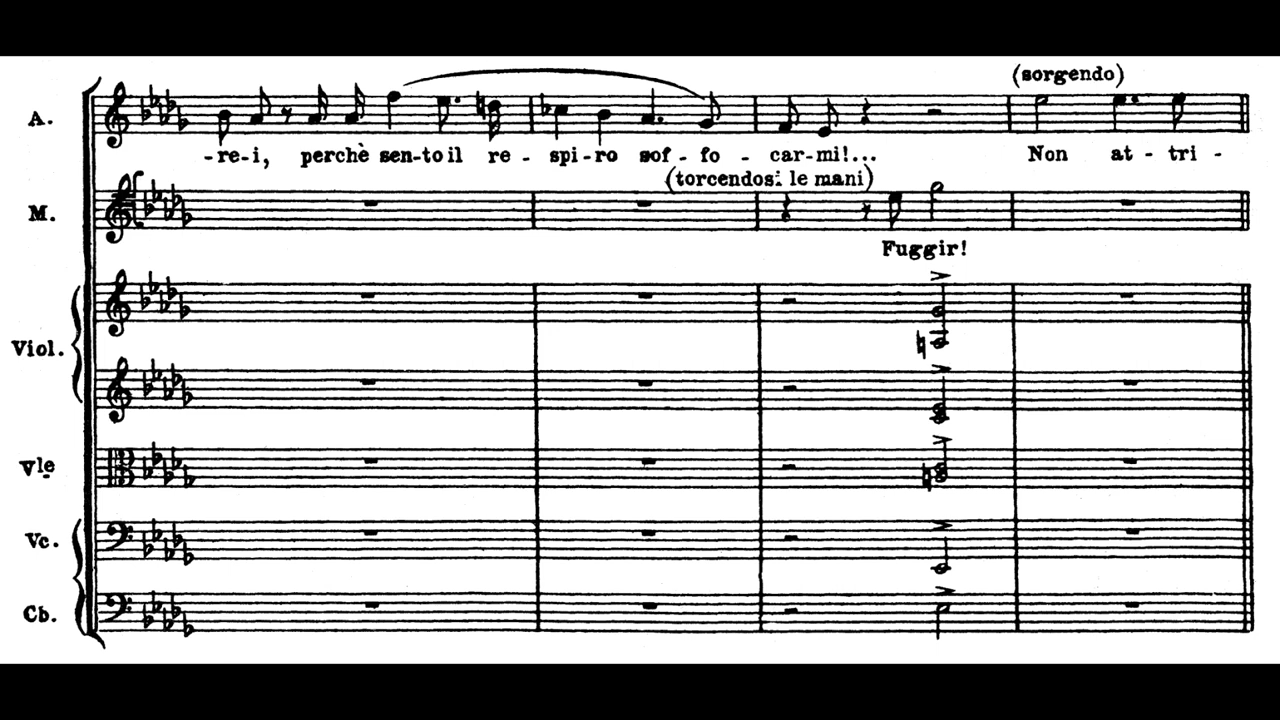 (sorgendo)
A.
-re-i, perchè sen-to il re - spi-ro sof-fo - car-mi!... Non at-tri -
(torcendosi le mani)
M.
Fuggir!
Viol.
Vle
Vc.
Cb.